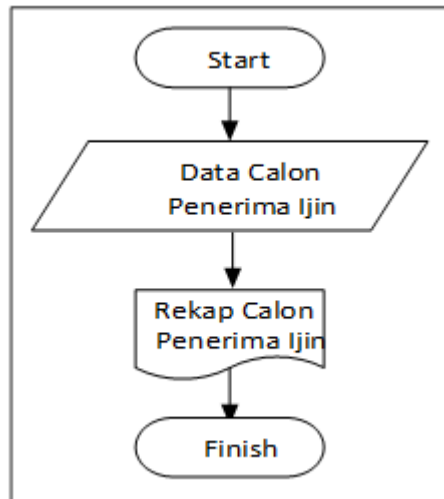 Start
Data Calon
Penerima Ijin
Rekap Calon
Penerima Ijin
Finish